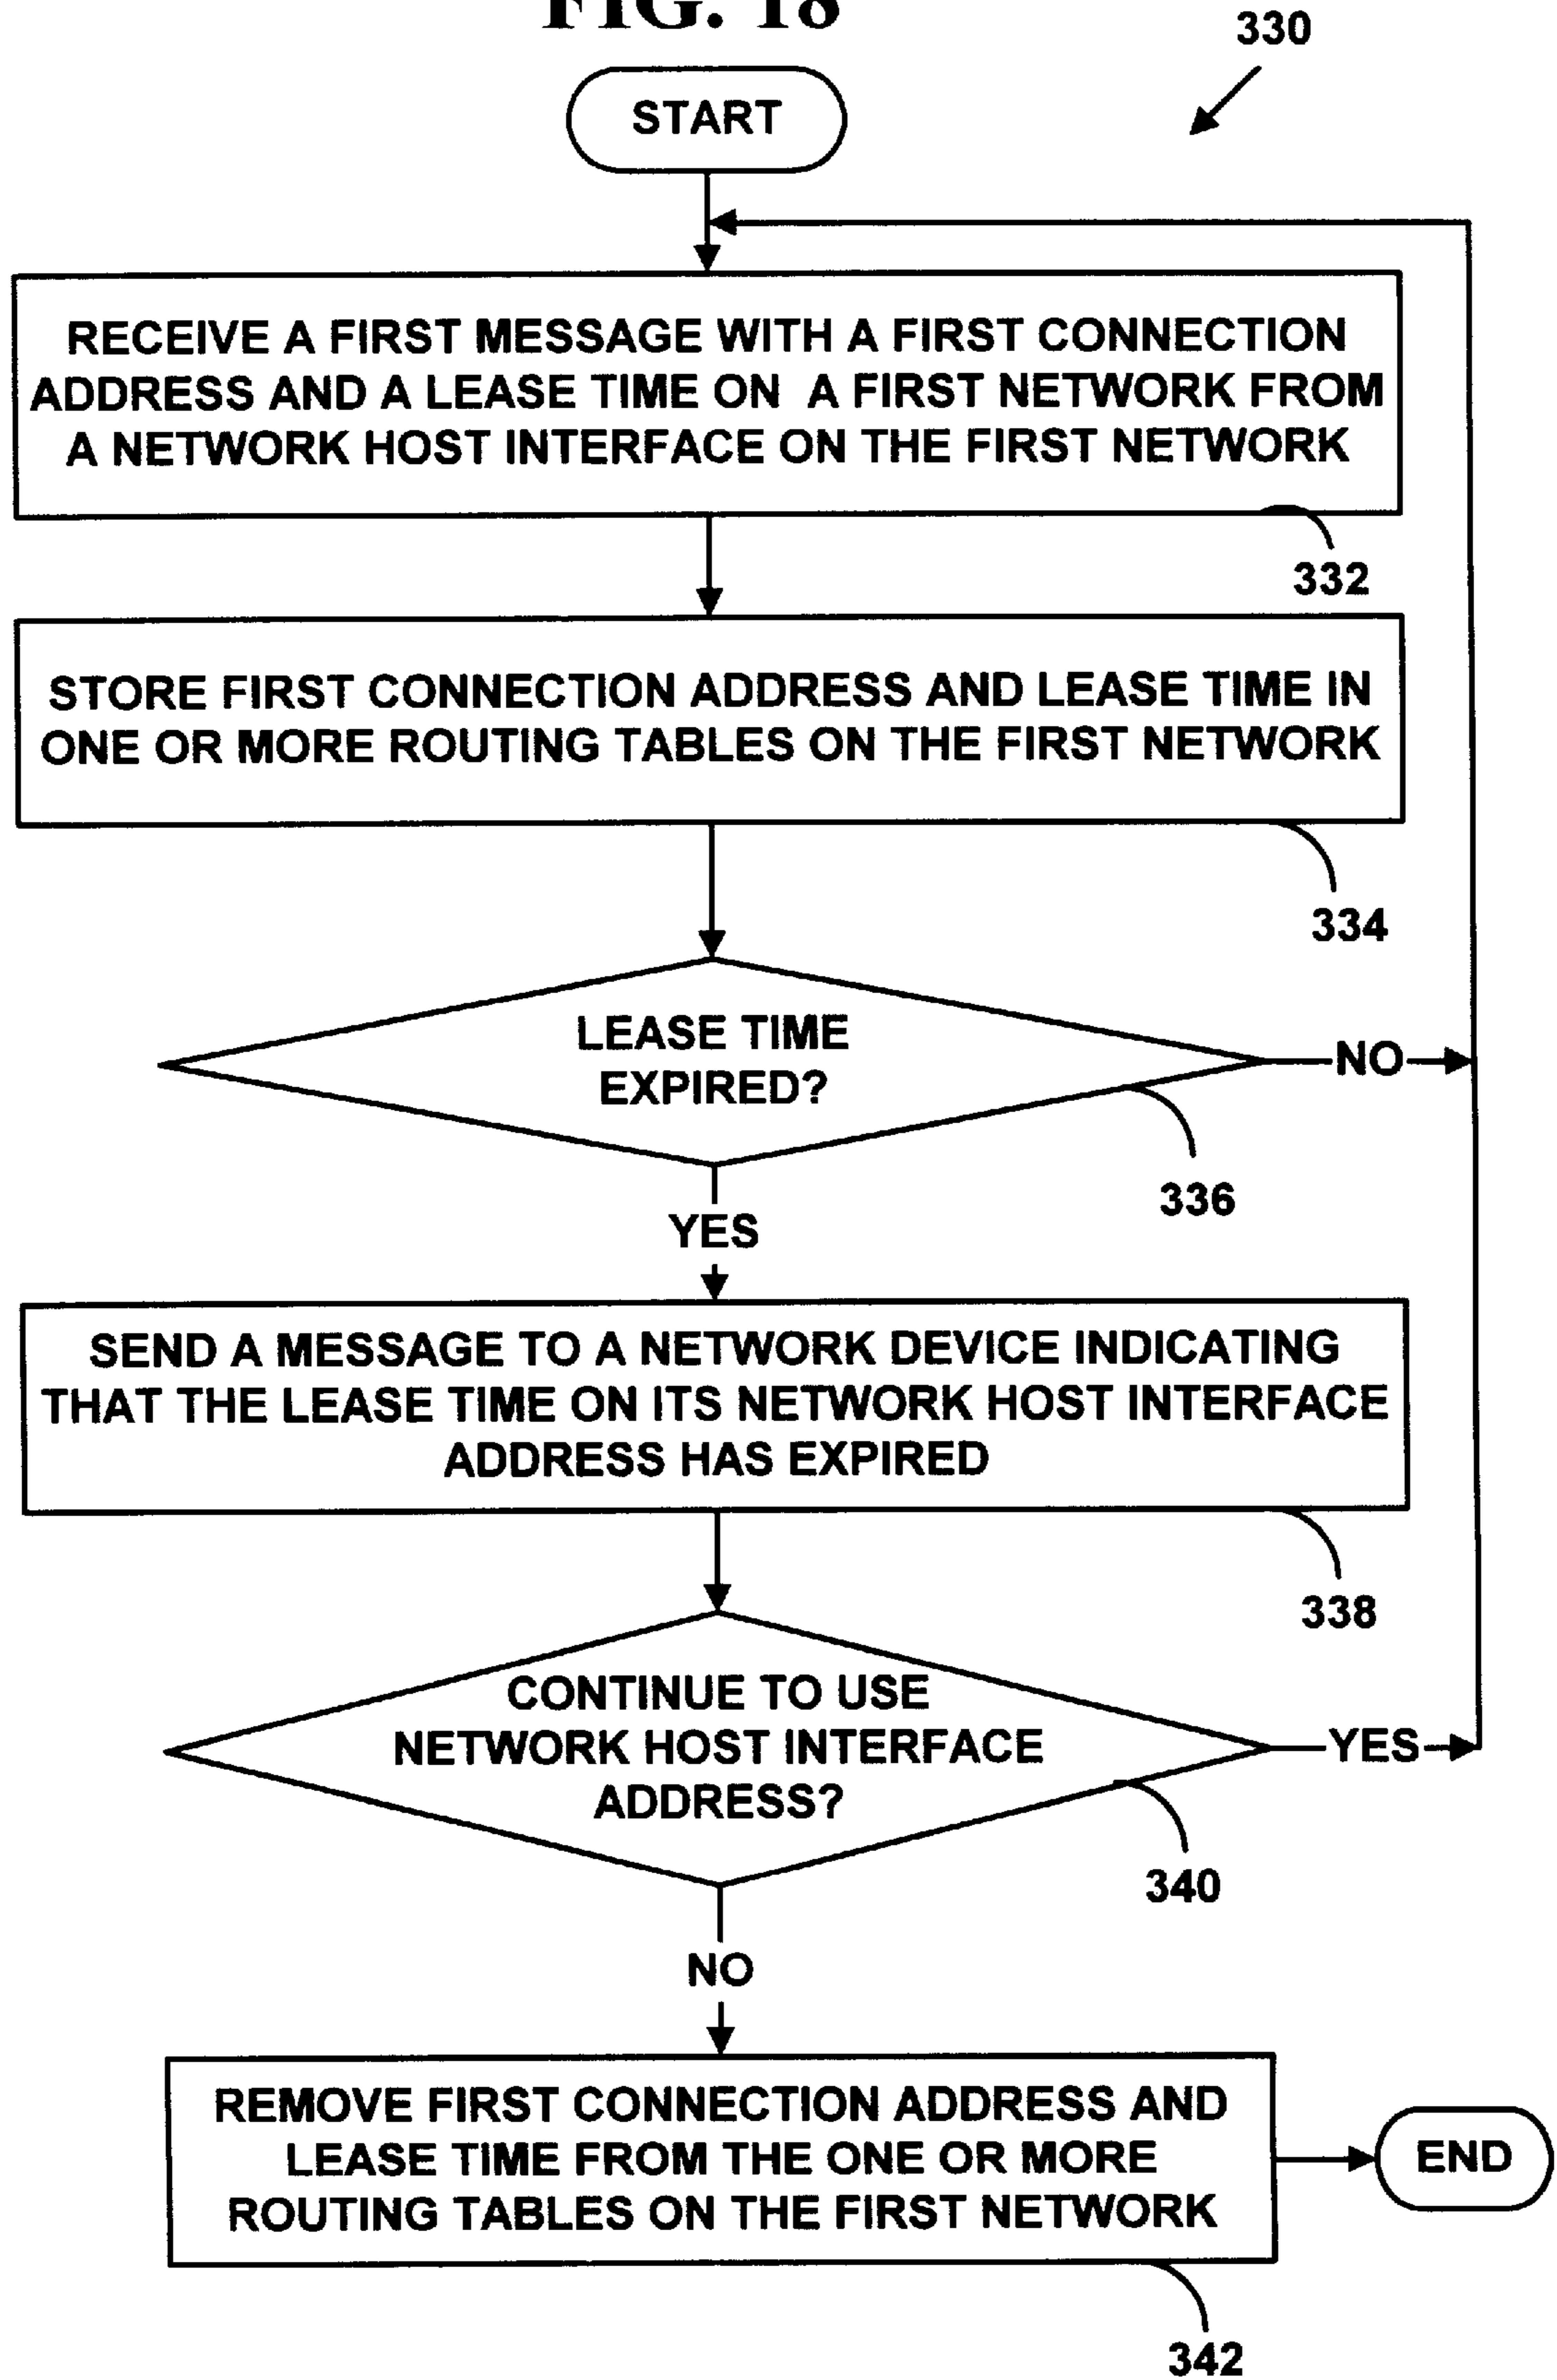 FIG. 18
330
START
RECEIVE A FIRST MESSAGE WITH A FIRST CONNECTION
ADDRESS AND A LEASE TIME ON A FIRST NETWORK FROM
A NETWORK HOST INTERFACE ON THE FIRST NETWORK
332
STORE FIRST CONNECTION ADDRESS AND LEASE TIME IN
ONE OR MORE ROUTING TABLES ON THE FIRST NETWORK
334
LEASE TIME
EXPIRED?
NO
336
YES
SEND A MESSAGE TO A NETWORK DEVICE INDICATING
THAT THE LEASE TIME ON ITS NETWORK HOST INTERFACE
ADDRESS HAS EXPIRED
338
CONTINUE TO USE
NETWORK HOST INTERFACE
ADDRESS?
YES
340
NO
REMOVE FIRST CONNECTION ADDRESS AND
LEASE TIME FROM THE ONE OR MORE
ROUTING TABLES ON THE FIRST NETWORK
END
342